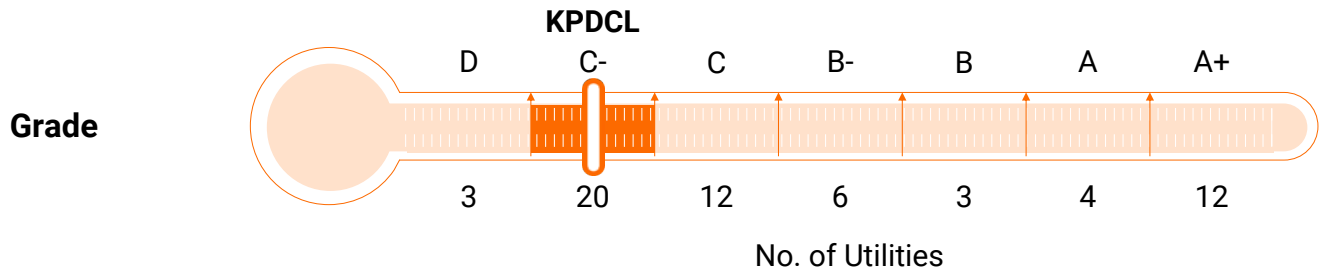 KPDCL
D C- C B- B A A+
Grade
3 20 12 6 3 4 12
No. of Utilities